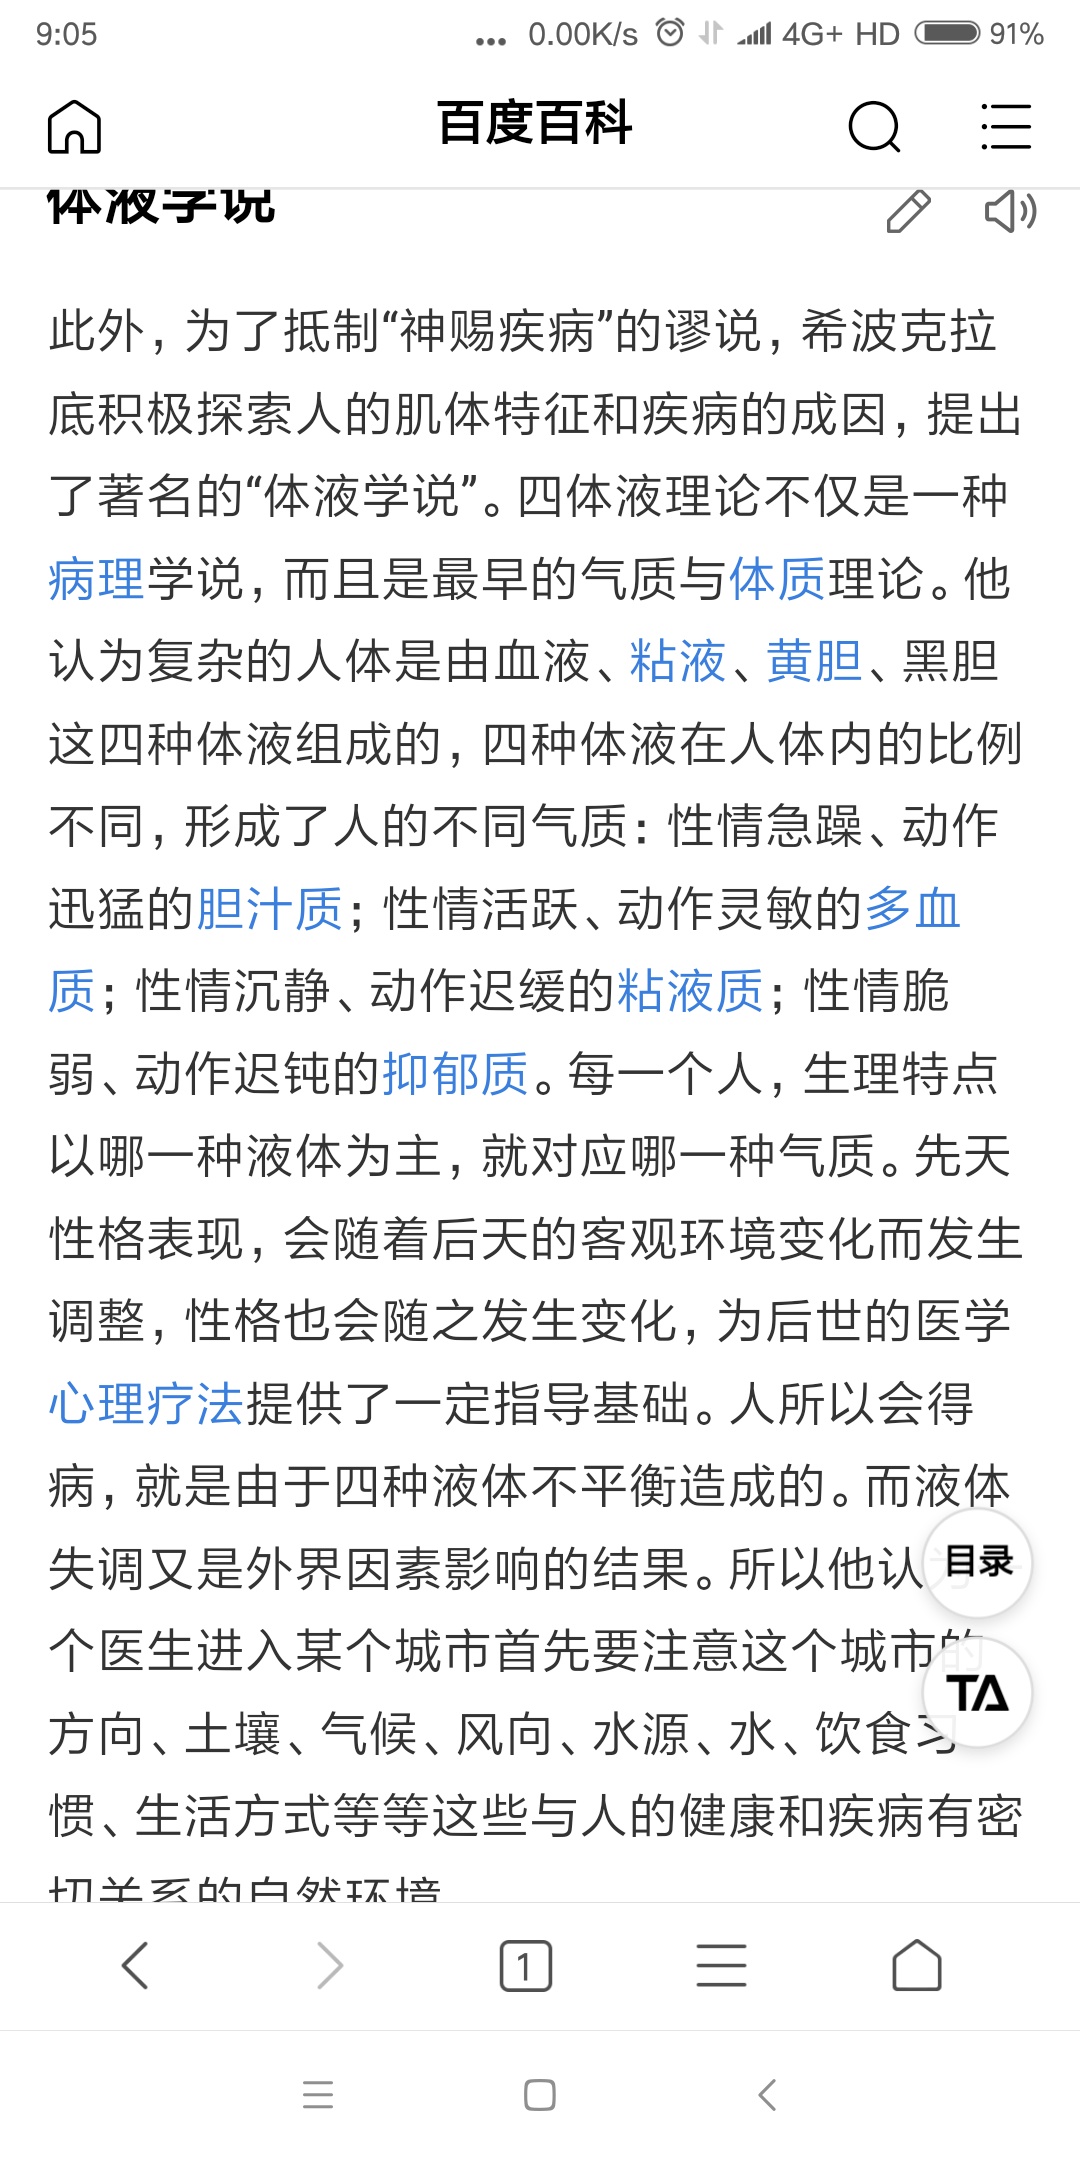 9:05
... 0.00K/s 4G+ HD 91%
百度百科
体液学说
此外，为了抵制“神赐疾病”的谬说，希波克拉
底积极探索人的肌体特征和疾病的成因，提出
了著名的“体液学说”。四体液理论不仅是一种
病理学说，而且是最早的气质与体质理论。他
认为复杂的人体是由血液、粘液、黄胆、黑胆
这四种体液组成的，四种体液在人体内的比例
不同，形成了人的不同气质：性情急躁、动作
迅猛的胆汁质；性情活跃、动作灵敏的多血
质；性情沉静、动作迟缓的粘液质；性情脆
弱、动作迟钝的抑郁质。每一个人，生理特点
以哪一种液体为主，就对应哪一种气质。先天
性格表现，会随着后天的客观环境变化而发生
调整，性格也会随之发生变化，为后世的医学
心理疗法提供了一定指导基础。人所以会得
病，就是由于四种液体不平衡造成的。而液体
失调又是外界因素影响的结果。所以他认
目录
个医生进入某个城市首先要注意这个城市的
TA
方向、土壤、气候、风向、水源、水、饮食习
惯、生活方式等等这些与人的健康和疾病有密
切关系的自然环境
1